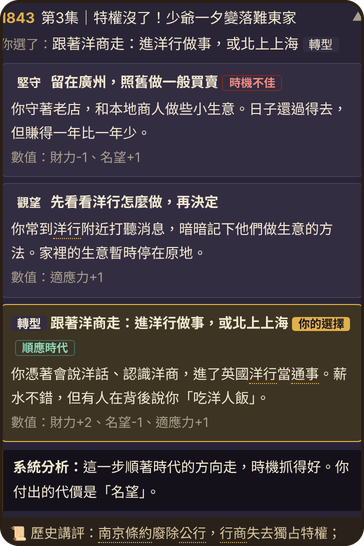 1843 第3集｜特權沒了！少爺一夕變落難東家
你選了：跟著洋商走：進洋行做事，或北上上海 轉型
堅守 留在廣州，照舊做一般買賣 時機不佳
你守著老店，和本地商人做些小生意。日子還過得去，
但賺得一年比一年少。
數值：財力-1、名望+1
觀望 先看看洋行怎麼做，再決定
你常到洋行附近打聽消息，暗暗記下他們做生意的方
法。家裡的生意暫時停在原地。
數值：適應力+1
轉型 跟著洋商走：進洋行做事，或北上上海 你的選擇
順應時代
你憑著會說洋話、認識洋商，進了英國洋行當通事。薪
水不錯，但有人在背後說你「吃洋人飯」。
數值：財力+2、名望-1、適應力+1
系統分析：這一步順著時代的方向走，時機抓得好。你
付出的代價是「名望」。
📜 歷史講評：南京條約廢除公行，行商失去獨占特權；